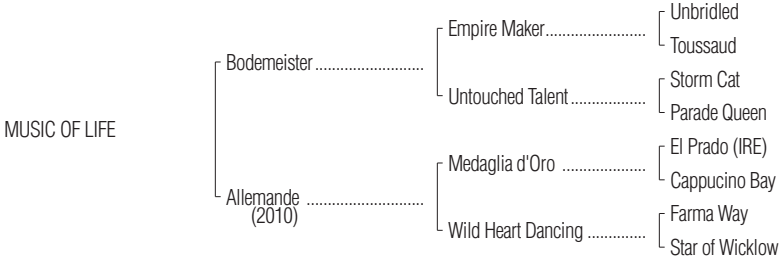 Unbridled
Empire Maker........................
Toussaud
Bodemeister..........................
Storm Cat
Untouched Talent..................
Parade Queen
MUSIC OF LIFE
El Prado (IRE)
Medaglia d'Oro ....................
Cappucino Bay
Allemande ............................
(2010)
Farma Way
Wild Heart Dancing ..............
Star of Wicklow